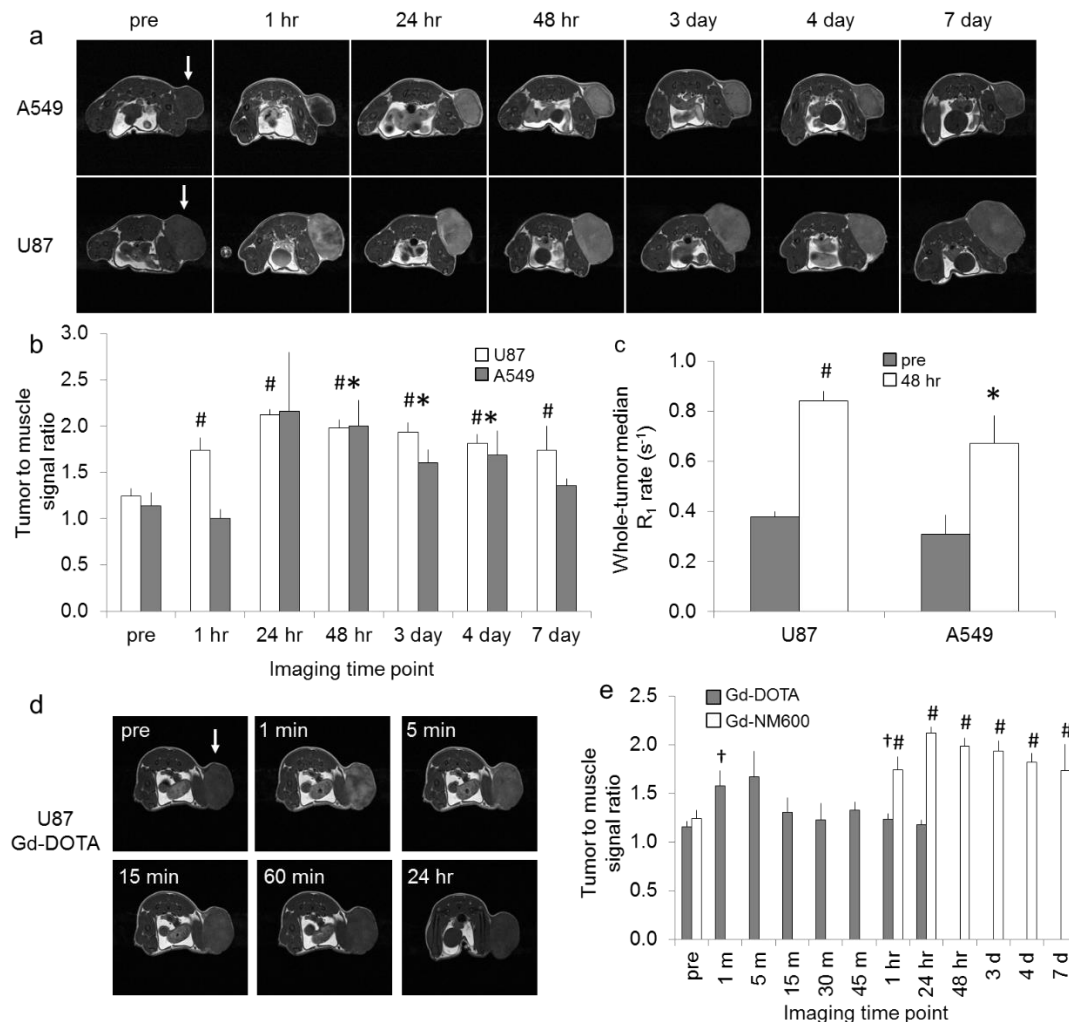 pre 1 hr 24 hr 48 hr 3 day 4 day 7 day
a
A549
U87
b
3.0
2.5
2.0
1.5
1.0
0.5
0.0
Tumor to muscle
signal ratio
U87
A549
# # #* #* #* #
pre 1 hr 24 hr 48 hr 3 day 4 day 7 day
Imaging time point
c
1.0
0.8
0.6
0.4
0.2
0.0
Whole-tumor median
R₁ rate (s⁻¹)
pre
48 hr
# *
U87 A549
d
U87
Gd-DOTA
pre 1 min 5 min
15 min 60 min 24 hr
e
2.5
2.0
1.5
1.0
0.5
0.0
Tumor to muscle
signal ratio
Gd-DOTA
Gd-NM600
† †# # # # # #
pre 1 m 5 m 15 m 30 m 45 m 1 hr 24 hr 48 hr 3 d 4 d 7 d
Imaging time point